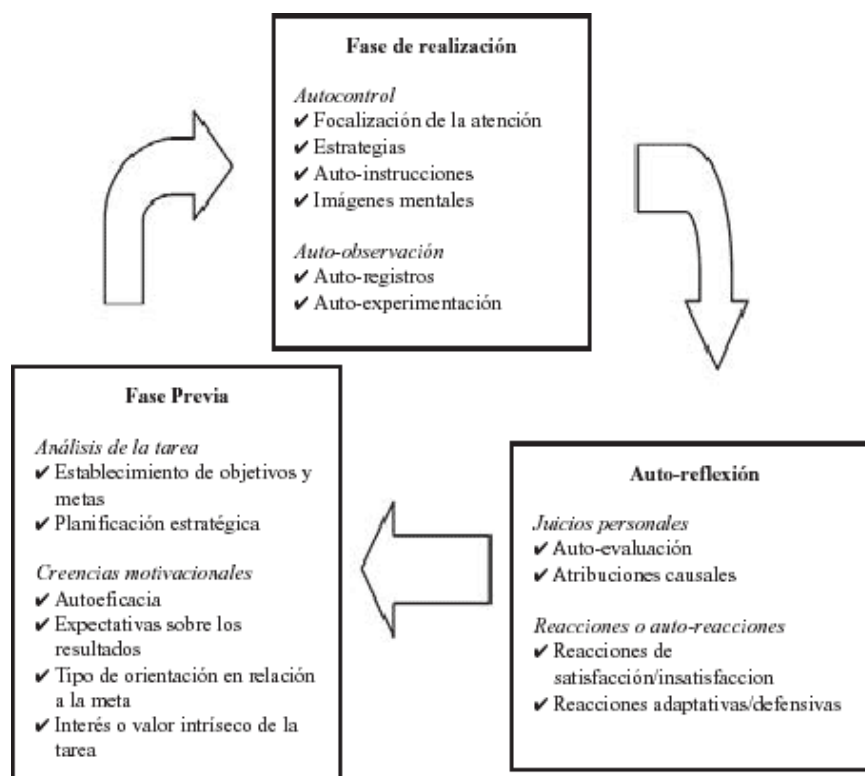 Fase de realización
Autocontrol
✔ Focalización de la atención
✔ Estrategias
✔ Auto-instrucciones
✔ Imágenes mentales
Auto-observación
✔ Auto-registros
✔ Auto-experimentación
Fase Previa
Análisis de la tarea
✔ Establecimiento de objetivos y
metas
✔ Planificación estratégica
Creencias motivacionales
✔ Autoeficacia
✔ Expectativas sobre los
resultados
✔ Tipo de orientación en relación
a la meta
✔ Interés o valor intríseco de la
tarea
Auto-reflexión
Juicios personales
✔ Auto-evaluación
✔ Atribuciones causales
Reacciones o auto-reacciones
✔ Reacciones de
satisfacción/insatisfaccion
✔ Reacciones adaptativas/defensivas